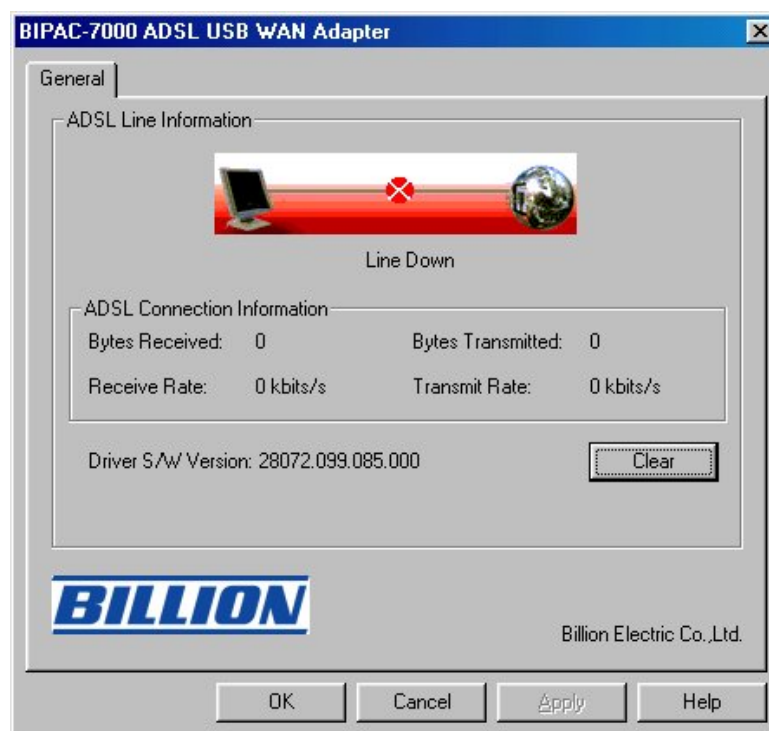 BIPAC-7000 ADSL USB WAN Adapter
General
ADSL Line Information
Line Down
ADSL Connection Information
Bytes Received: 0 Bytes Transmitted: 0
Receive Rate: 0 kbits/s Transmit Rate: 0 kbits/s
Driver S/W Version: 28072.099.085.000 Clear
BILLION
Billion Electric Co.,Ltd.
OK Cancel Apply Help